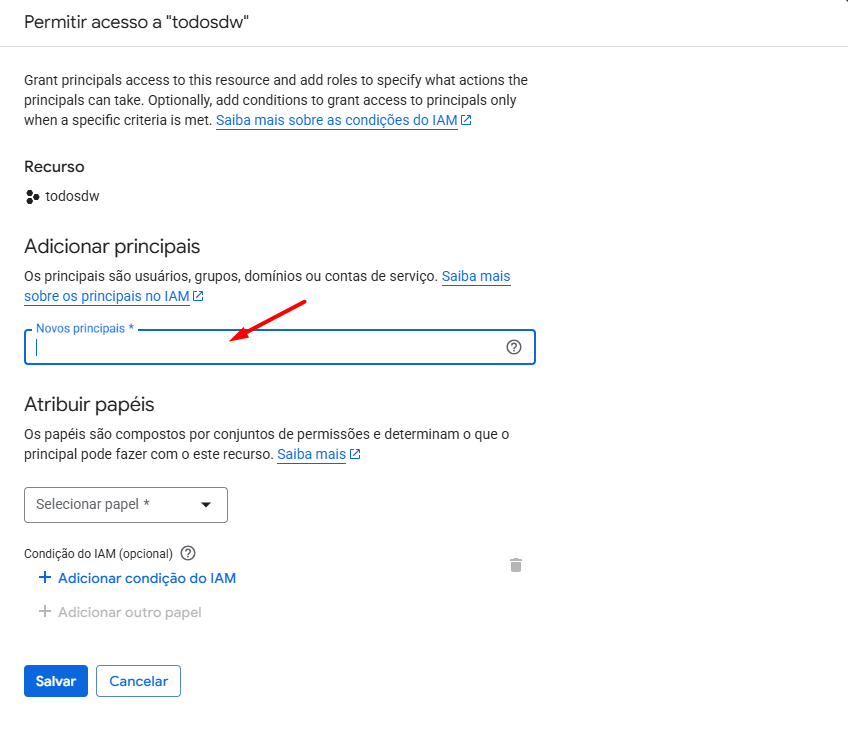 Permitir acesso a "todosdw"
Grant principals access to this resource and add roles to specify what actions the
principals can take. Optionally, add conditions to grant access to principals only
when a specific criteria is met. Saiba mais sobre as condições do IAM
Recurso
todosdw
Adicionar principais
Os principais são usuários, grupos, domínios ou contas de serviço. Saiba mais
sobre os principais no IAM
Novos principais *
Atribuir papéis
Os papéis são compostos por conjuntos de permissões e determinam o que o
principal pode fazer com o este recurso. Saiba mais
Selecionar papel *
Condição do IAM (opcional)
Adicionar condição do IAM
Adicionar outro papel
Salvar Cancelar